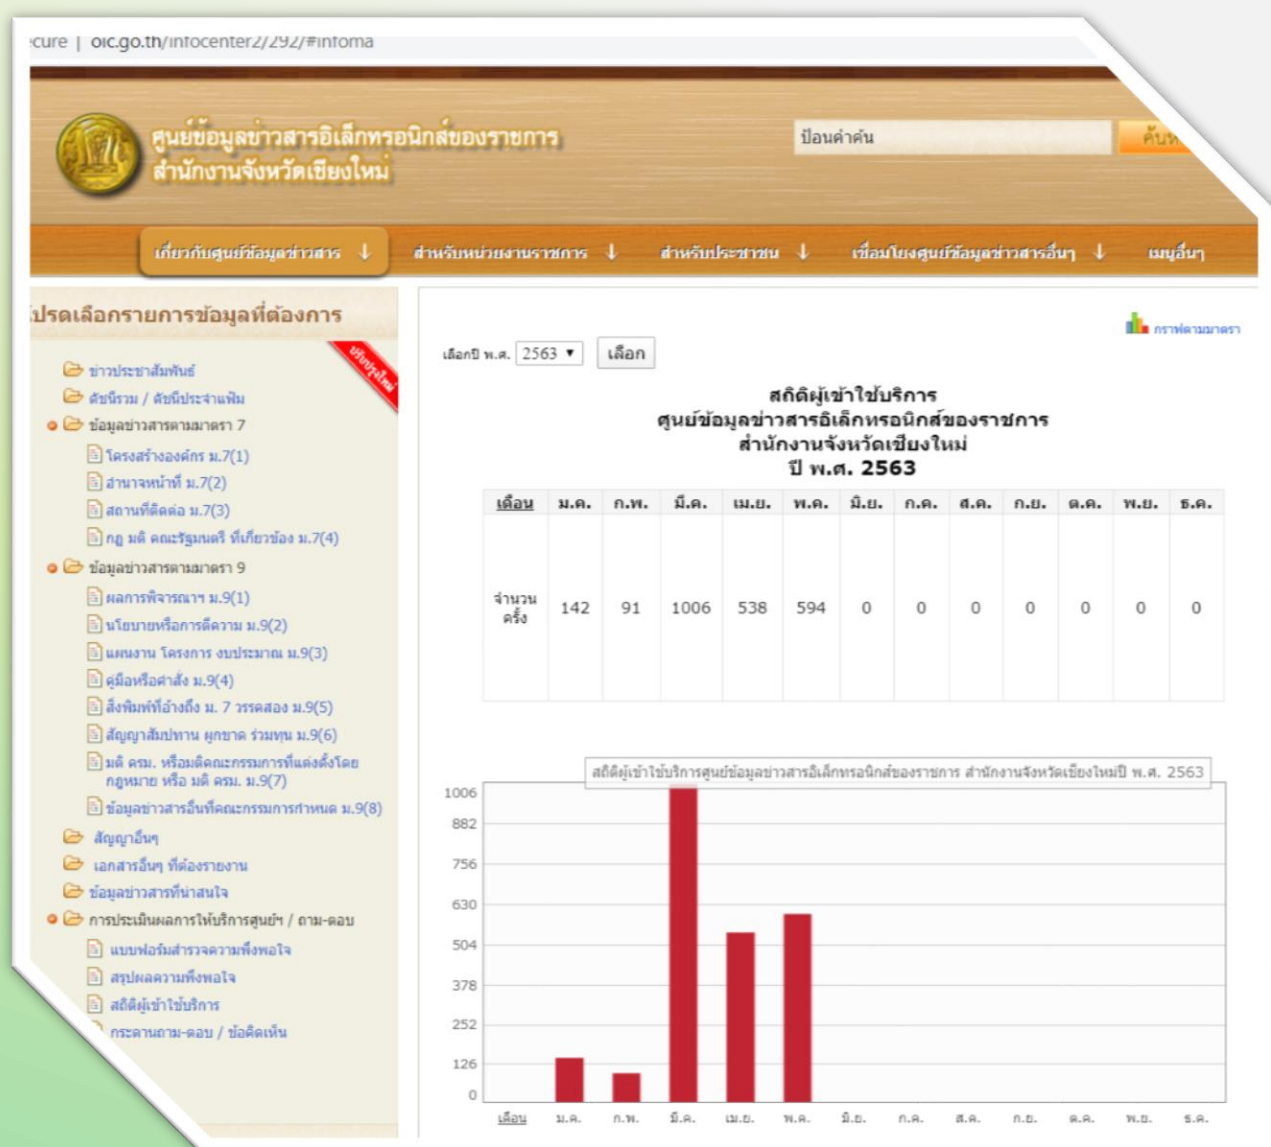 ecure | oic.go.th/infocenter2/292/#infoma
ศูนย์ข้อมูลข่าวสารอิเล็กทรอนิกส์ของราชการ
สำนักงานจังหวัดเชียงใหม่
ป้อนคำค้น
เกี่ยวกับศูนย์ข้อมูลข่าวสาร ↓ สำหรับหน่วยงานราชการ ↓ สำหรับประชาชน ↓ เชื่อมโยงศูนย์ข้อมูลข่าวสารอื่นๆ ↓ เมนูอื่นๆ
โปรดเลือกรายการข้อมูลที่ต้องการ
ปรับปรุงใหม่
ข่าวประชาสัมพันธ์
ดัชนีรวม / ดัชนีประจำแฟ้ม
ข้อมูลข่าวสารตามมาตรา 7
โครงสร้างองค์กร ม.7(1)
อำนาจหน้าที่ ม.7(2)
สถานที่ติดต่อ ม.7(3)
กฎ มติ คณะรัฐมนตรี ที่เกี่ยวข้อง ม.7(4)
ข้อมูลข่าวสารตามมาตรา 9
ผลการพิจารณาฯ ม.9(1)
นโยบายหรือการตีความ ม.9(2)
แผนงาน โครงการ งบประมาณ ม.9(3)
คู่มือหรือคำสั่ง ม.9(4)
สิ่งพิมพ์ที่อ้างถึง ม. 7 วรรคสอง ม.9(5)
สัญญาสัมปทาน ผูกขาด ร่วมทุน ม.9(6)
มติ ครม. หรือมติคณะกรรมการที่แต่งตั้งโดย
กฎหมาย หรือ มติ ครม. ม.9(7)
ข้อมูลข่าวสารอื่นที่คณะกรรมการกำหนด ม.9(8)
สัญญาอื่นๆ
เอกสารอื่นๆ ที่ต้องรายงาน
ข้อมูลข่าวสารที่น่าสนใจ
การประเมินผลการให้บริการศูนย์ฯ / ถาม-ตอบ
แบบฟอร์มสำรวจความพึงพอใจ
สรุปผลความพึงพอใจ
สถิติผู้เข้าใช้บริการ
กระดานถาม-ตอบ / ข้อคิดเห็น
กราฟตามมาตรา
เลือกปี พ.ศ. 2563 ▼ เลือก
สถิติผู้เข้าใช้บริการ
ศูนย์ข้อมูลข่าวสารอิเล็กทรอนิกส์ของราชการ
สำนักงานจังหวัดเชียงใหม่
ปี พ.ศ. 2563
เดือน ม.ค. ก.พ. มี.ค. เม.ย. พ.ค. มิ.ย. ก.ค. ส.ค. ก.ย. ต.ค. พ.ย. ธ.ค.
จำนวน
ครั้ง 142 91 1006 538 594 0 0 0 0 0 0 0
สถิติผู้เข้าใช้บริการศูนย์ข้อมูลข่าวสารอิเล็กทรอนิกส์ของราชการ สำนักงานจังหวัดเชียงใหม่ปี พ.ศ. 2563
1006
882
756
630
504
378
252
126
0
เดือน ม.ค. ก.พ. มี.ค. เม.ย. พ.ค. มิ.ย. ก.ค. ส.ค. ก.ย. ต.ค. พ.ย. ธ.ค.